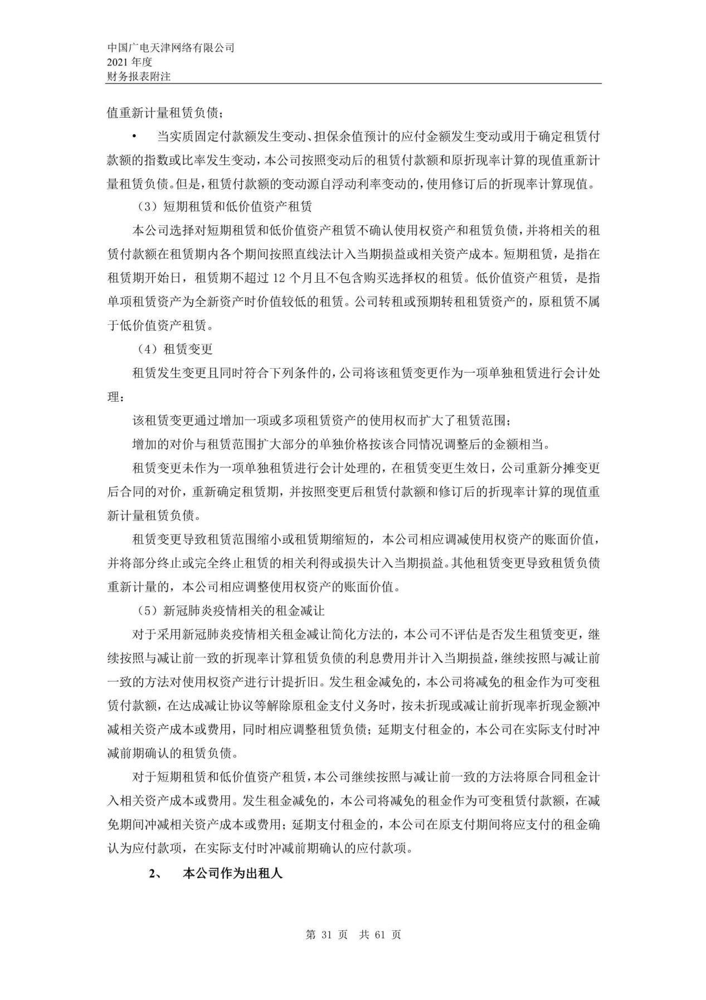 中国广电天津网络有限公司
2021 年度
财务报表附注
值重新计量租赁负债；
• 当实质固定付款额发生变动、担保余值预计的应付金额发生变动或用于确定租赁付
款额的指数或比率发生变动，本公司按照变动后的租赁付款额和原折现率计算的现值重新计
量租赁负债。但是，租赁付款额的变动源自浮动利率变动的，使用修订后的折现率计算现值。
（3）短期租赁和低价值资产租赁
本公司选择对短期租赁和低价值资产租赁不确认使用权资产和租赁负债，并将相关的租
赁付款额在租赁期内各个期间按照直线法计入当期损益或相关资产成本。短期租赁，是指在
租赁期开始日，租赁期不超过 12 个月且不包含购买选择权的租赁。低价值资产租赁，是指
单项租赁资产为全新资产时价值较低的租赁。公司转租或预期转租租赁资产的，原租赁不属
于低价值资产租赁。
（4）租赁变更
租赁发生变更且同时符合下列条件的，公司将该租赁变更作为一项单独租赁进行会计处
理：
该租赁变更通过增加一项或多项租赁资产的使用权而扩大了租赁范围；
增加的对价与租赁范围扩大部分的单独价格按该合同情况调整后的金额相当。
租赁变更未作为一项单独租赁进行会计处理的，在租赁变更生效日，公司重新分摊变更
后合同的对价，重新确定租赁期，并按照变更后租赁付款额和修订后的折现率计算的现值重
新计量租赁负债。
租赁变更导致租赁范围缩小或租赁期缩短的，本公司相应调减使用权资产的账面价值，
并将部分终止或完全终止租赁的相关利得或损失计入当期损益。其他租赁变更导致租赁负债
重新计量的，本公司相应调整使用权资产的账面价值。
（5）新冠肺炎疫情相关的租金减让
对于采用新冠肺炎疫情相关租金减让简化方法的，本公司不评估是否发生租赁变更，继
续按照与减让前一致的折现率计算租赁负债的利息费用并计入当期损益，继续按照与减让前
一致的方法对使用权资产进行计提折旧。发生租金减免的，本公司将减免的租金作为可变租
赁付款额，在达成减让协议等解除原租金支付义务时，按未折现或减让前折现率折现金额冲
减相关资产成本或费用，同时相应调整租赁负债；延期支付租金的，本公司在实际支付时冲
减前期确认的租赁负债。
对于短期租赁和低价值资产租赁，本公司继续按照与减让前一致的方法将原合同租金计
入相关资产成本或费用。发生租金减免的，本公司将减免的租金作为可变租赁付款额，在减
免期间冲减相关资产成本或费用；延期支付租金的，本公司在原支付期间将应支付的租金确
认为应付款项，在实际支付时冲减前期确认的应付款项。
2、 本公司作为出租人
第 31 页 共 61 页